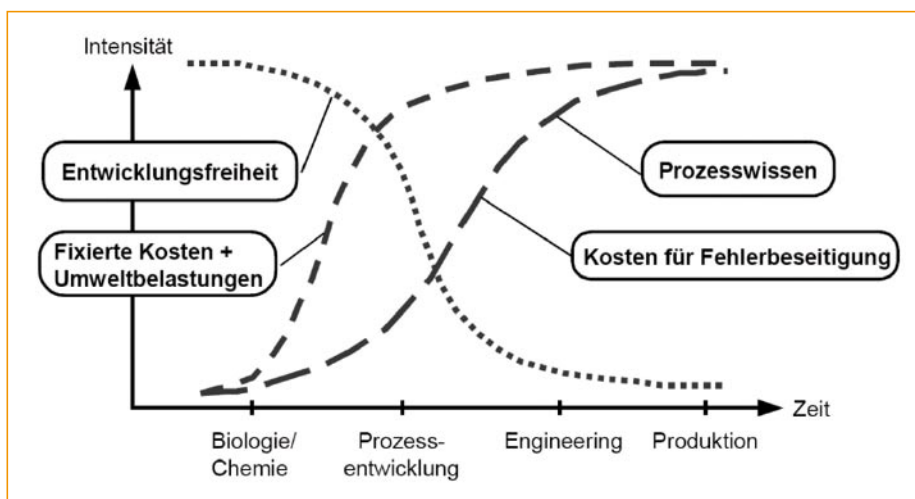 Intensität
Entwicklungsfreiheit
Prozesswissen
Fixierte Kosten +
Umweltbelastungen
Kosten für Fehlerbeseitigung
Zeit
Biologie/
Chemie
Prozess-
entwicklung
Engineering
Produktion